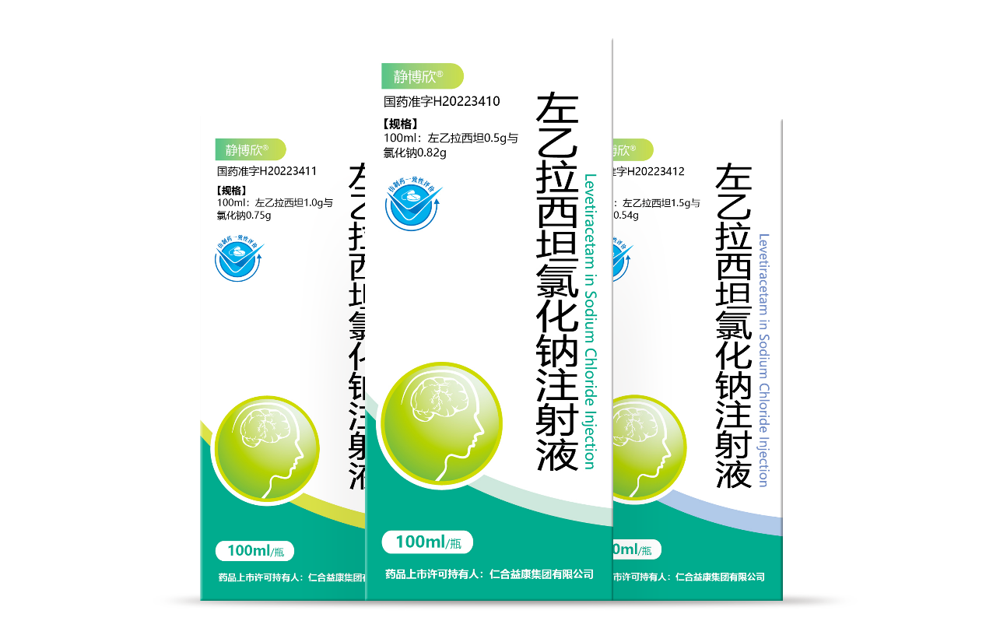 静博欣®
国药准字H20223411
【规格】
100ml：左乙拉西坦1.0g与
氯化钠0.75g
仿制药一致性评价
左乙拉西坦氯化钠注射液
100ml/瓶
药品上市许可持有人：仁合益康集团有
静博欣®
国药准字H20223410
【规格】
100ml：左乙拉西坦0.5g与
氯化钠0.82g
仿制药一致性评价
左乙拉西坦氯化钠注射液
Levetiracetam in Sodium Chloride Injection
100ml/瓶
药品上市许可持有人：仁合益康集团有限公司
博欣®
准字H20223412
：左乙拉西坦1.5g与
0.54g
药一致性评价
左乙拉西坦氯化钠注射液
Levetiracetam in Sodium Chloride Injection
0ml/瓶
市许可持有人：仁合益康集团有限公司